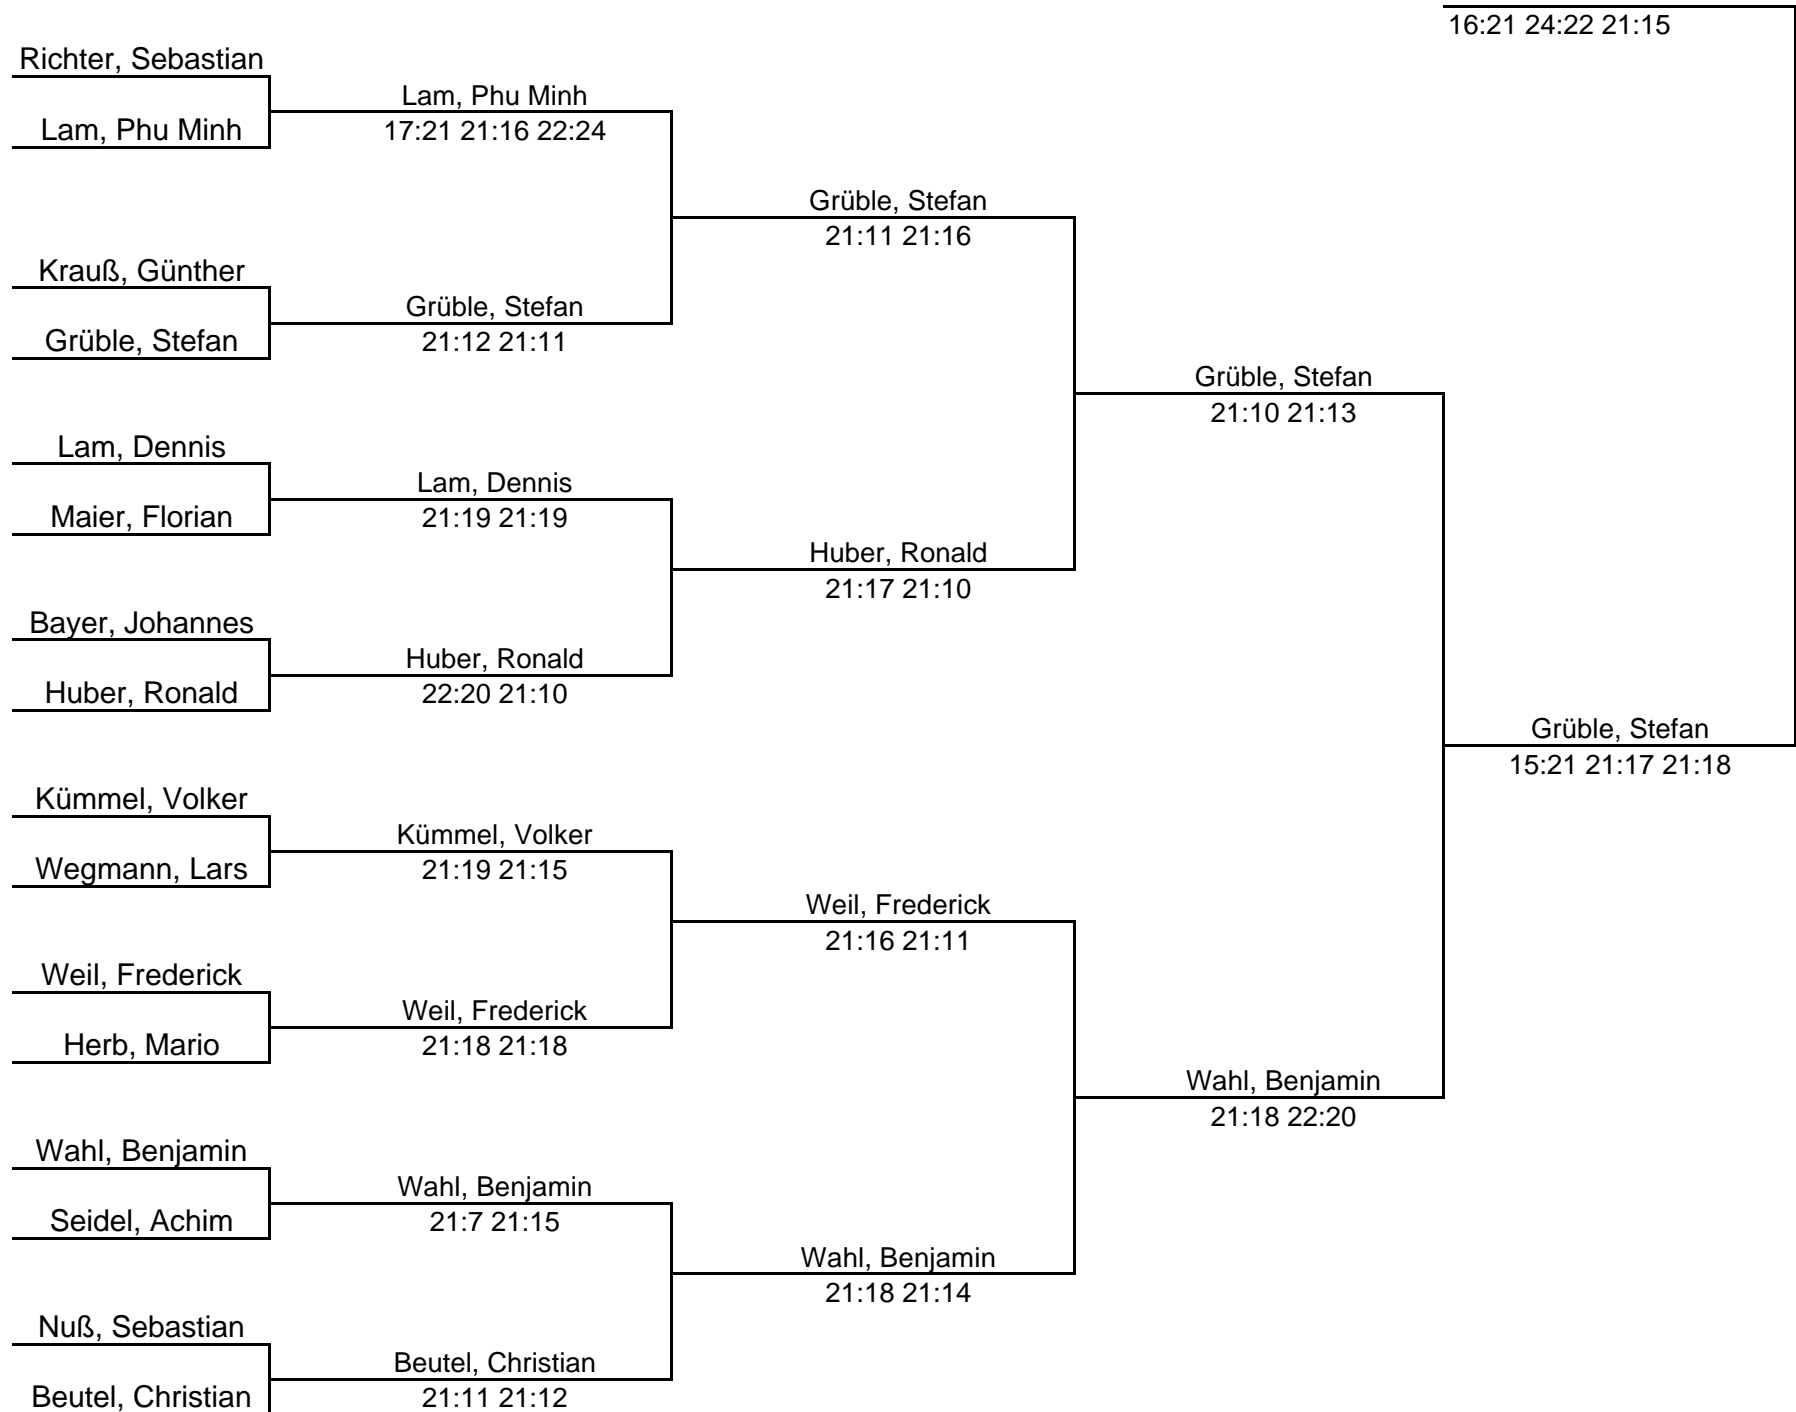 16:21 24:22 21:15
Richter, Sebastian
Lam, Phu Minh
Lam, Phu Minh
17:21 21:16 22:24
Grüble, Stefan
21:11 21:16
Krauß, Günther
Grüble, Stefan
Grüble, Stefan
21:12 21:11
Grüble, Stefan
21:10 21:13
Lam, Dennis
Lam, Dennis
Maier, Florian
21:19 21:19
Huber, Ronald
21:17 21:10
Bayer, Johannes
Huber, Ronald
Huber, Ronald
22:20 21:10
Grüble, Stefan
15:21 21:17 21:18
Kümmel, Volker
Kümmel, Volker
Wegmann, Lars
21:19 21:15
Weil, Frederick
21:16 21:11
Weil, Frederick
Weil, Frederick
Herb, Mario
21:18 21:18
Wahl, Benjamin
21:18 22:20
Wahl, Benjamin
Wahl, Benjamin
Seidel, Achim
21:7 21:15
Wahl, Benjamin
21:18 21:14
Nuß, Sebastian
Beutel, Christian
Beutel, Christian
21:11 21:12